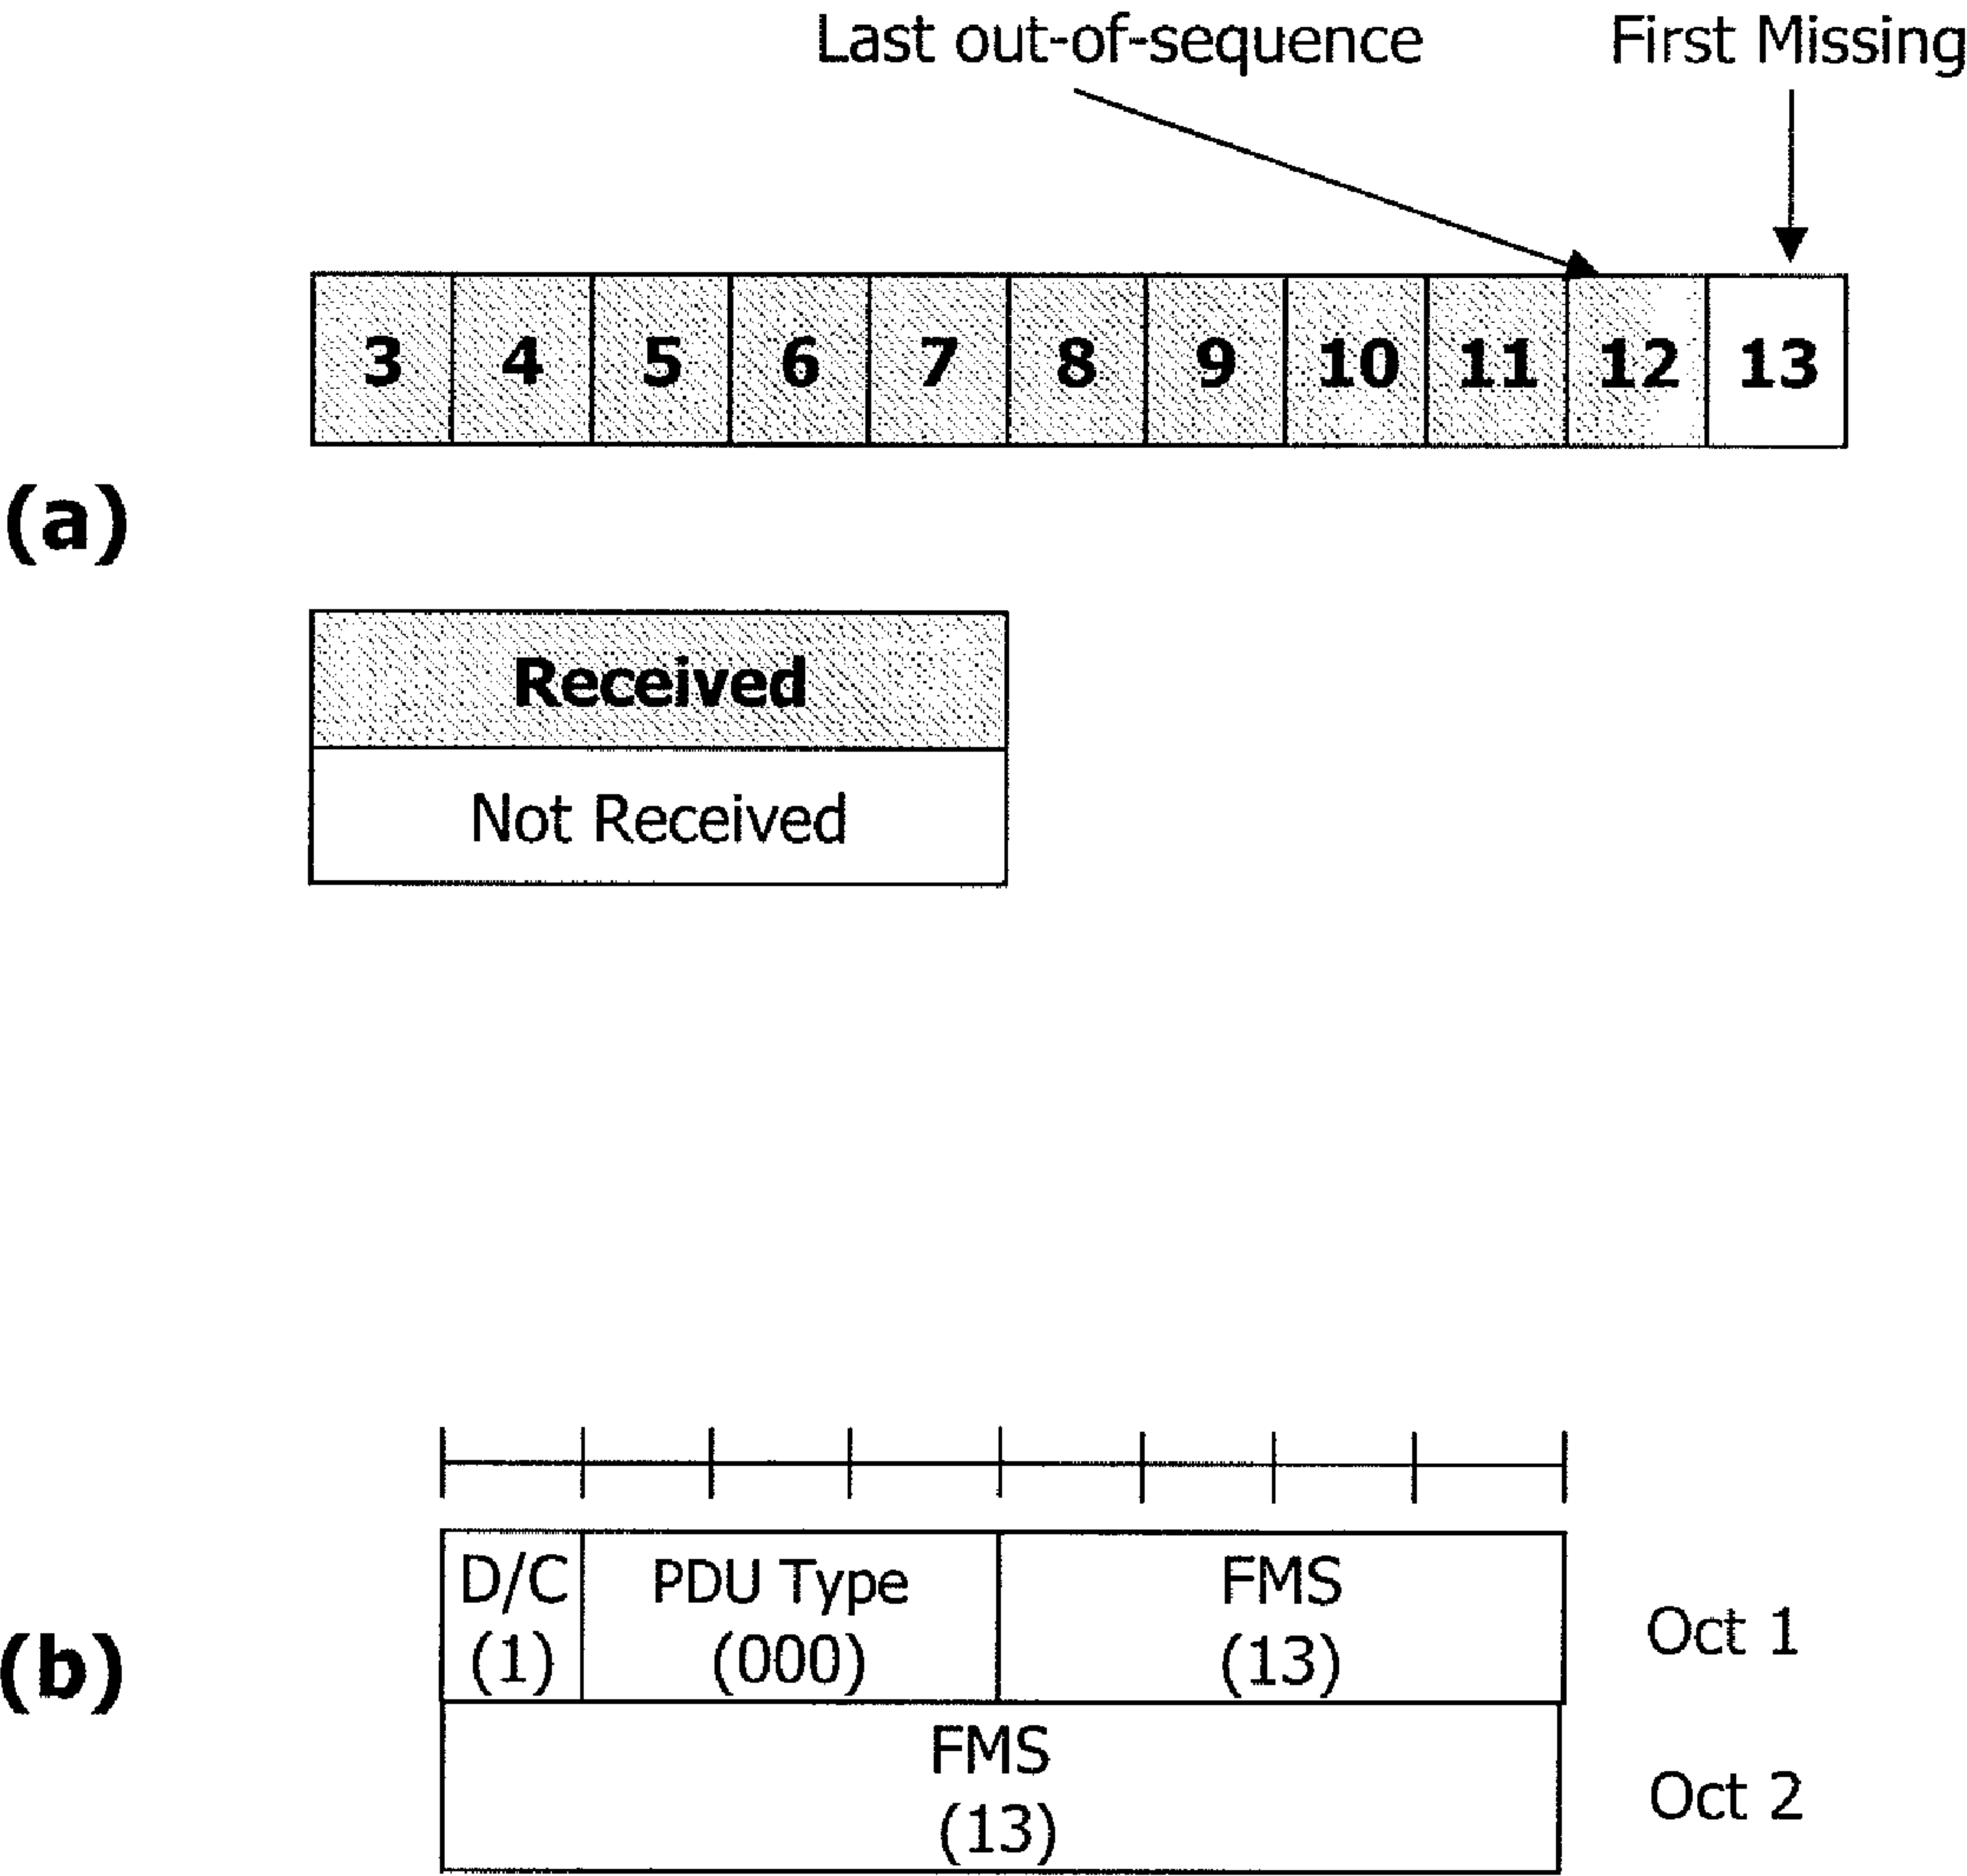 Last out-of-sequence First Missing
3 4 5 6 7 8 9 10 11 12 13
(a)
Received
Not Received
(b)
D/C PDU Type FMS
(1) (000) (13)
Oct 1
FMS
(13)
Oct 2